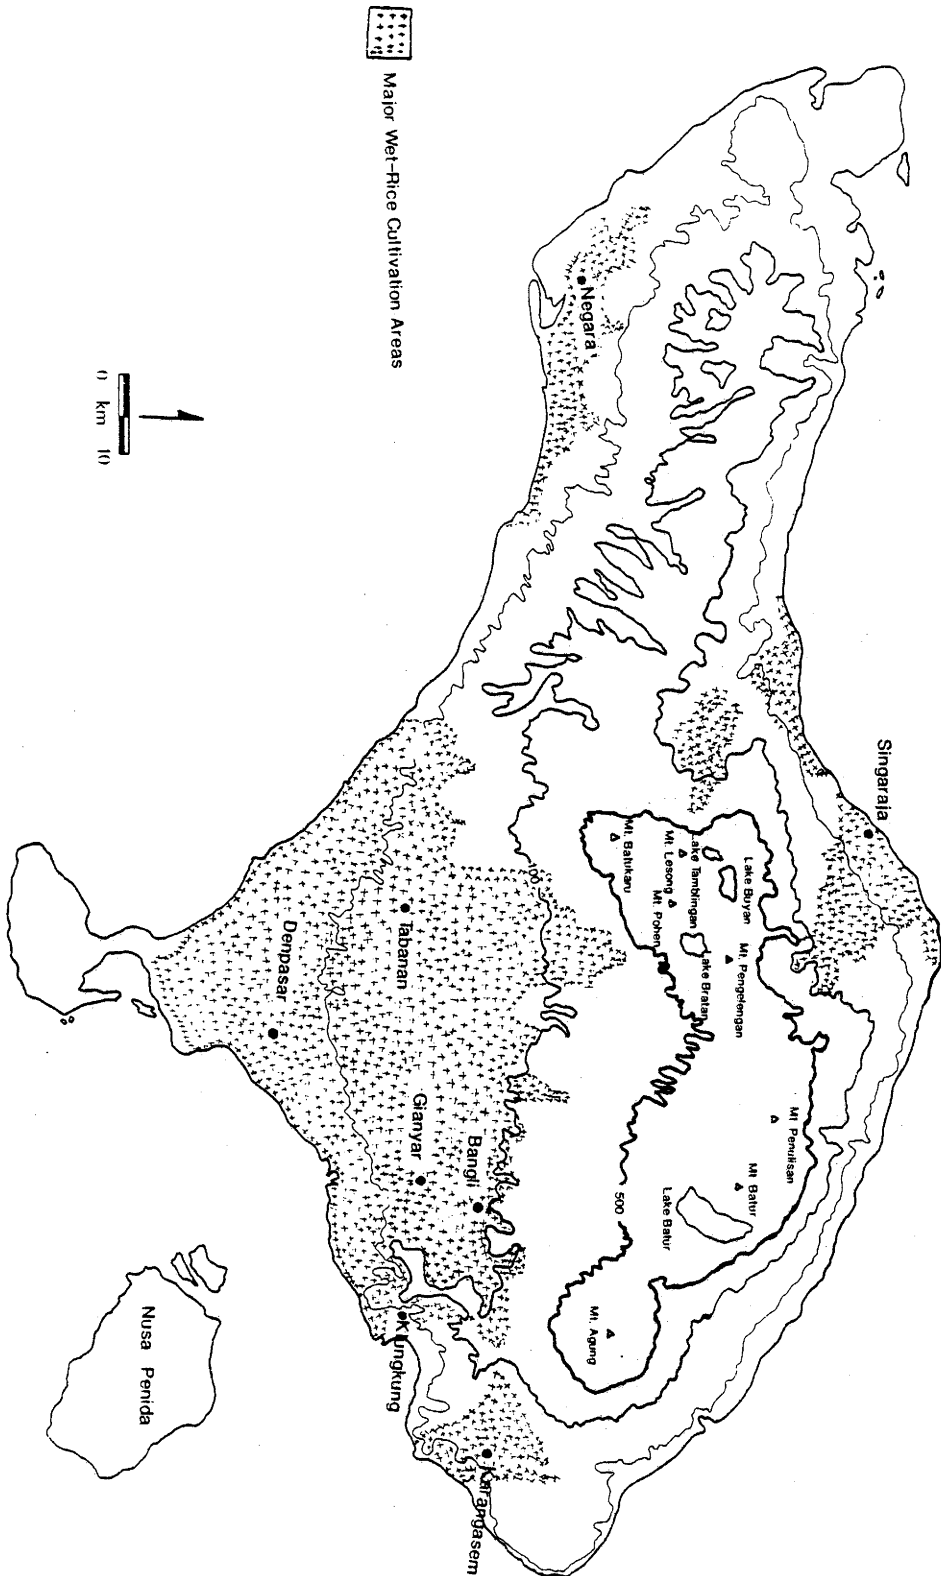 Singaraja
Negara
Lake Buyan
Lake Tamblingan
Mt. Lesong
Mt. Batukaru
Mt. Pohen
Lake Bratan
Mt. Pengelengan
Mt. Penulisan
Mt. Batur
Lake Batur
500
100
Mt. Agung
Tabanan
Denpasar
Gianyar
Bangli
Klungkung
Karangasem
Nusa Penida
Major Wet-Rice Cultivation Areas
0 km 10